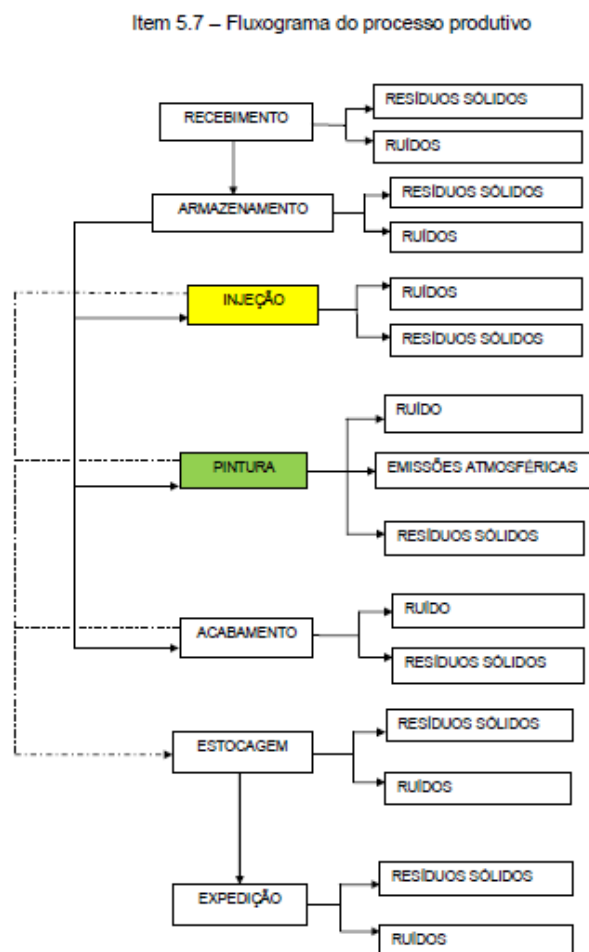 Item 5.7 – Fluxograma do processo produtivo
RECEBIMENTO
RESÍDUOS SÓLIDOS
RUÍDOS
ARMAZENAMENTO
RESÍDUOS SÓLIDOS
RUÍDOS
INJEÇÃO
RUÍDOS
RESÍDUOS SÓLIDOS
PINTURA
RUÍDO
EMISSÕES ATMOSFÉRICAS
RESÍDUOS SÓLIDOS
ACABAMENTO
RUÍDO
RESÍDUOS SÓLIDOS
ESTOCAGEM
RESÍDUOS SÓLIDOS
RUÍDOS
EXPEDIÇÃO
RESÍDUOS SÓLIDOS
RUÍDOS